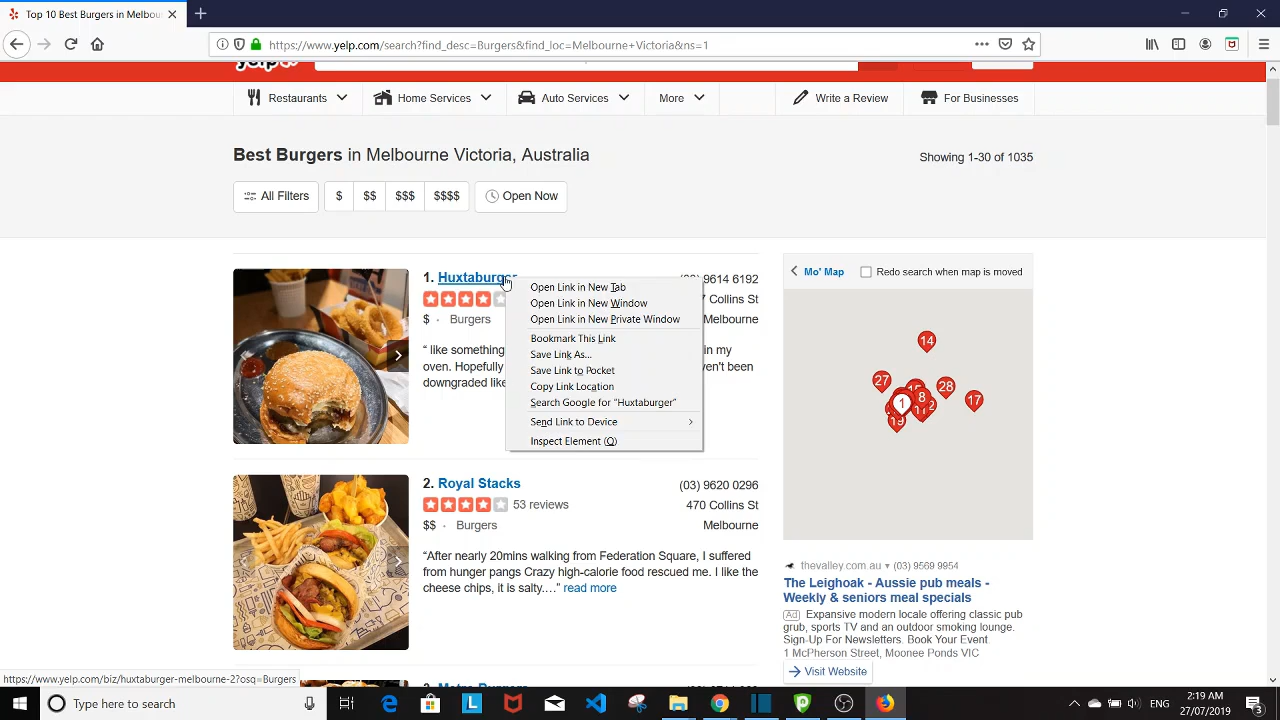 Top 10 Best Burgers in Melbou
https://www.yelp.com/search?find_desc=Burgers&find_loc=Melbourne+Victoria&ns=1
yelp
Restaurants
Home Services
Auto Services
More
Write a Review
For Businesses
Best Burgers in Melbourne Victoria, Australia
Showing 1-30 of 1035
All Filters
$
$$
$$$
$$$$
Open Now
1. Huxtaburger
9614 6192
Collins St
$ · Burgers
Melbourne
“ like something
in my
oven. Hopefully
downgraded like
Open Link in New Tab
Open Link in New Window
Open Link in New Private Window
Bookmark This Link
Save Link As...
Save Link to Pocket
Copy Link Location
Search Google for “Huxtaburger”
Send Link to Device
Inspect Element (Q)
Mo' Map
Redo search when map is moved
14
27
28
17
1
8
19
2. Royal Stacks
(03) 9620 0296
53 reviews
470 Collins St
$$ · Burgers
Melbourne
“After nearly 20mins walking from Federation Square, I suffered
from hunger pangs Crazy high-calorie food rescued me. I like the
cheese chips, it is salty.…” read more
thevalley.com.au ▾ (03) 9569 9954
The Leighoak - Aussie pub meals -
Weekly & seniors meal specials
Ad Expansive modern locale offering classic pub
grub, sports TV and an outdoor smoking lounge.
Sign-Up For Newsletters. Book Your Event.
1 McPherson Street, Moonee Ponds VIC
Visit Website
https://www.yelp.com/biz/huxtaburger-melbourne-2?osq=Burgers
Type here to search
ENG
2:19 AM
27/07/2019
3